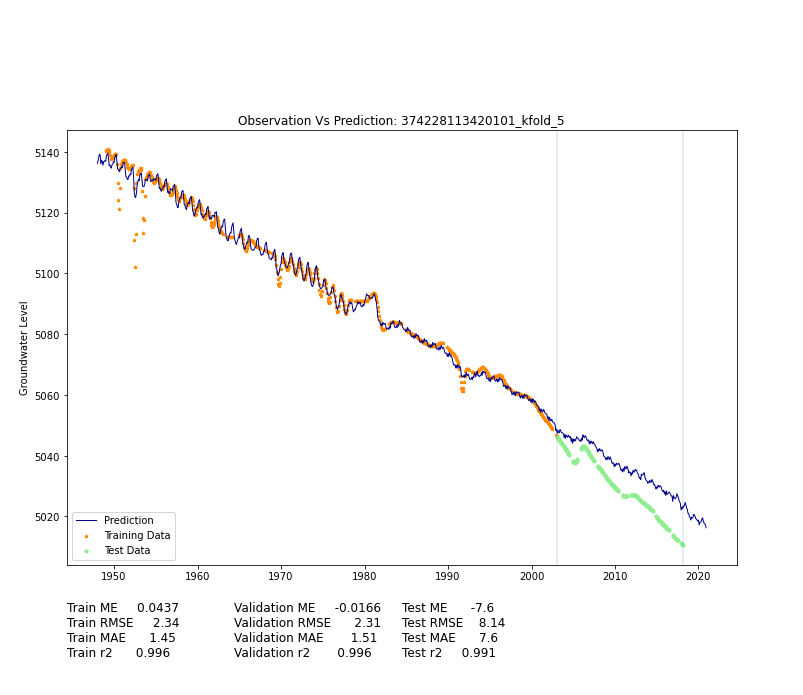 Observation Vs Prediction: 374228113420101_kfold_5
Groundwater Level
5140
5120
5100
5080
5060
5040
5020
Prediction
Training Data
Test Data
1950 1960 1970 1980 1990 2000 2010 2020
Train ME 0.0437 Validation ME -0.0166 Test ME -7.6
Train RMSE 2.34 Validation RMSE 2.31 Test RMSE 8.14
Train MAE 1.45 Validation MAE 1.51 Test MAE 7.6
Train r2 0.996 Validation r2 0.996 Test r2 0.991